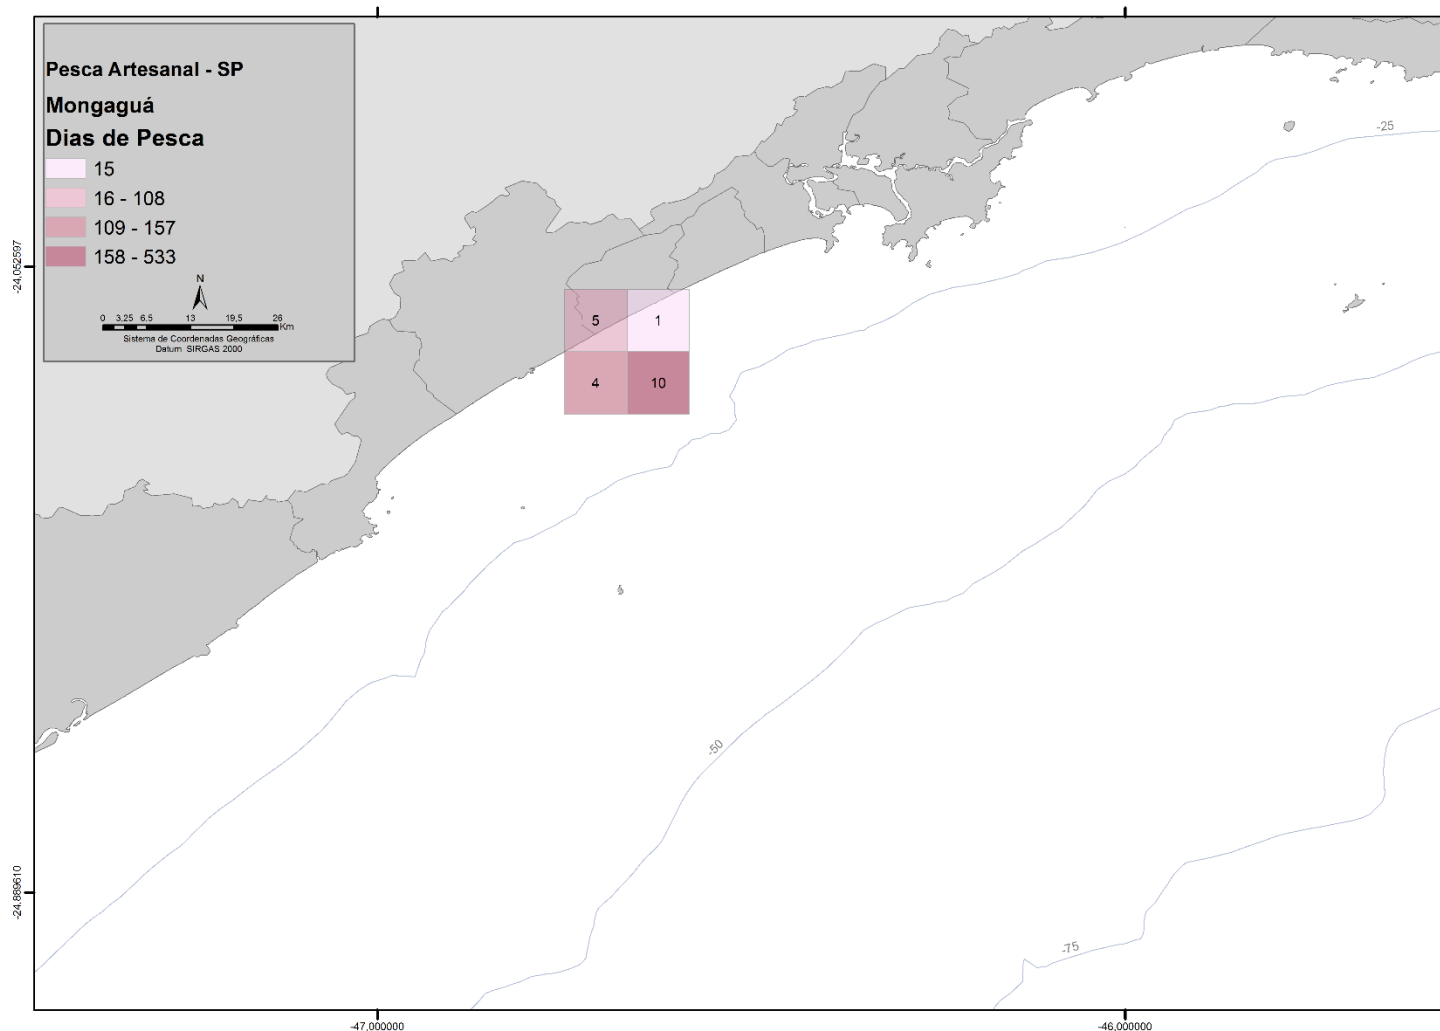 Pesca Artesanal - SP
Mongaguá
Dias de Pesca
15
16 - 108
109 - 157
158 - 533
N
0 3,25 6,5 13 19,5 26
Km
Sistema de Coordenadas Geográficas
Datum SIRGAS 2000
-25
-24,052597
5 1
4 10
-50
-24,889610
-75
-47,000000 -46,000000